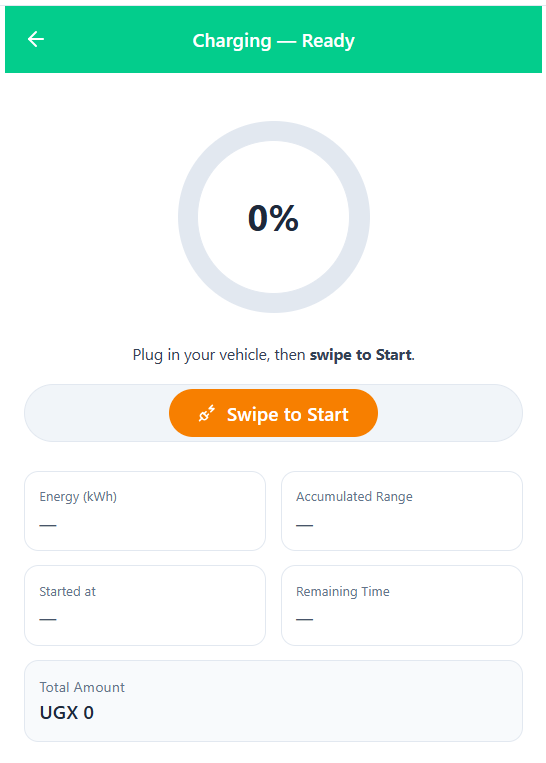 Charging — Ready
0%
Plug in your vehicle, then swipe to Start.
Swipe to Start
Energy (kWh)
—
Accumulated Range
—
Started at
—
Remaining Time
—
Total Amount
UGX 0